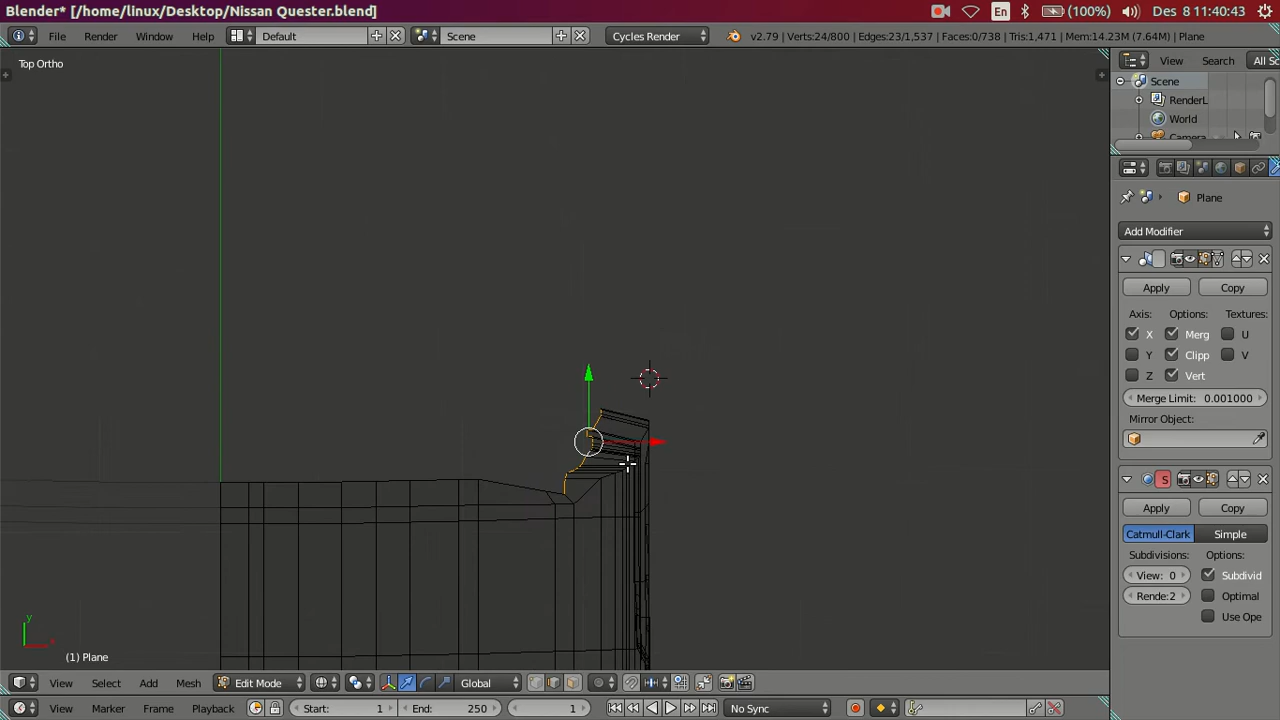 Blender* [/home/linux/Desktop/Nissan Quester.blend]
En (100%) Des 8 11:40:43
File Render Window Help Default Scene Cycles Render v2.79 | Verts:24/800 | Edges:23/1,537 | Faces:0/738 | Tris:1,471 | Mem:14.23M (7.64M) | Plane
Top Ortho
View Search All Sc
Scene
RenderL
World
Camera
Plane
Add Modifier
Apply Copy
Axis: Options: Textures:
X Merg U
Y Clipp V
Z Vert
Merge Limit: 0.001000
Mirror Object:
S
Apply Copy
Catmull-Clark Simple
Subdivisions: Options:
View: 0 Subdivid
Rende:2 Optimal
Use Ope
y
x
(1) Plane
View Select Add Mesh Edit Mode Global
View Marker Frame Playback Start: 1 End: 250 1 No Sync